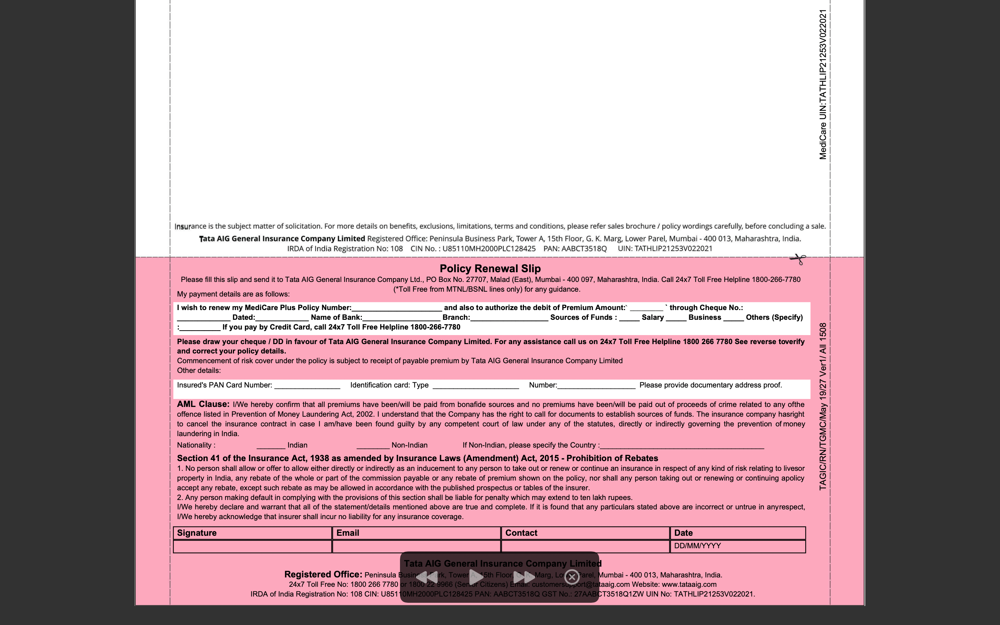 MediCare UIN:TATHLIP21253V022021
Insurance is the subject matter of solicitation. For more details on benefits, exclusions, limitations, terms and conditions, please refer sales brochure / policy wordings carefully, before concluding a sale.
Tata AIG General Insurance Company Limited Registered Office: Peninsula Business Park, Tower A, 15th Floor, G. K. Marg, Lower Parel, Mumbai - 400 013, Maharashtra, India.
IRDA of India Registration No: 108 CIN No. : U85110MH2000PLC128425 PAN: AABCT3518Q UIN: TATHLIP21253V022021
Policy Renewal Slip
Please fill this slip and send it to Tata AIG General Insurance Company Ltd., PO Box No. 27707, Malad (East), Mumbai - 400 097, Maharashtra, India. Call 24x7 Toll Free Helpline 1800-266-7780
(*Toll Free from MTNL/BSNL lines only) for any guidance.
My payment details are as follows:
I wish to renew my MediCare Plus Policy Number:______________________ and also to authorize the debit of Premium Amount:` ________ ` through Cheque No.:
_____________ Dated:_____________ Name of Bank:___________________ Branch:___________________ Sources of Funds : _____ Salary _____ Business _____ Others (Specify)
:__________ If you pay by Credit Card, call 24x7 Toll Free Helpline 1800-266-7780
Please draw your cheque / DD in favour of Tata AIG General Insurance Company Limited. For any assistance call us on 24x7 Toll Free Helpline 1800 266 7780 See reverse toverify
and correct your policy details.
Commencement of risk cover under the policy is subject to receipt of payable premium by Tata AIG General Insurance Company Limited
Other details:
Insured's PAN Card Number: ________________ Identification card: Type _____________________ Number:___________________ Please provide documentary address proof.
AML Clause: I/We hereby confirm that all premiums have been/will be paid from bonafide sources and no premiums have been/will be paid out of proceeds of crime related to any ofthe
offence listed in Prevention of Money Laundering Act, 2002. I understand that the Company has the right to call for documents to establish sources of funds. The insurance company hasright
to cancel the insurance contract in case I am/have been found guilty by any competent court of law under any of the statutes, directly or indirectly governing the prevention of money
laundering in India.
Nationality : _______ Indian ________ Non-Indian If Non-Indian, please specify the Country :________________________________________
Section 41 of the Insurance Act, 1938 as amended by Insurance Laws (Amendment) Act, 2015 - Prohibition of Rebates
1. No person shall allow or offer to allow either directly or indirectly as an inducement to any person to take out or renew or continue an insurance in respect of any kind of risk relating to livesor
property in India, any rebate of the whole or part of the commission payable or any rebate of premium shown on the policy, nor shall any person taking out or renewing or continuing apolicy
accept any rebate, except such rebate as may be allowed in accordance with the published prospectus or tables of the insurer.
2. Any person making default in complying with the provisions of this section shall be liable for penalty which may extend to ten lakh rupees.
I/We hereby declare and warrant that all of the statement/details mentioned above are true and complete. If it is found that any particulars stated above are incorrect or untrue in anyrespect,
I/We hereby acknowledge that insurer shall incur no liability for any insurance coverage.
Signature Email Contact Date
DD/MM/YYYY
TAGIC/RN/TGMC/May 19/27 Ver1/ All 1508
Tata AIG General Insurance Company Limited
Registered Office: Peninsula Business Park, Tower A, 15th Floor, G. K. Marg, Lower Parel, Mumbai - 400 013, Maharashtra, India.
24x7 Toll Free No: 1800 266 7780 or 1800 22 9966 (Senior Citizens) Email: customersupport@tataaig.com Website: www.tataaig.com
IRDA of India Registration No: 108 CIN: U85110MH2000PLC128425 PAN: AABCT3518Q GST No.: 27AABCT3518Q1ZW UIN No: TATHLIP21253V022021.